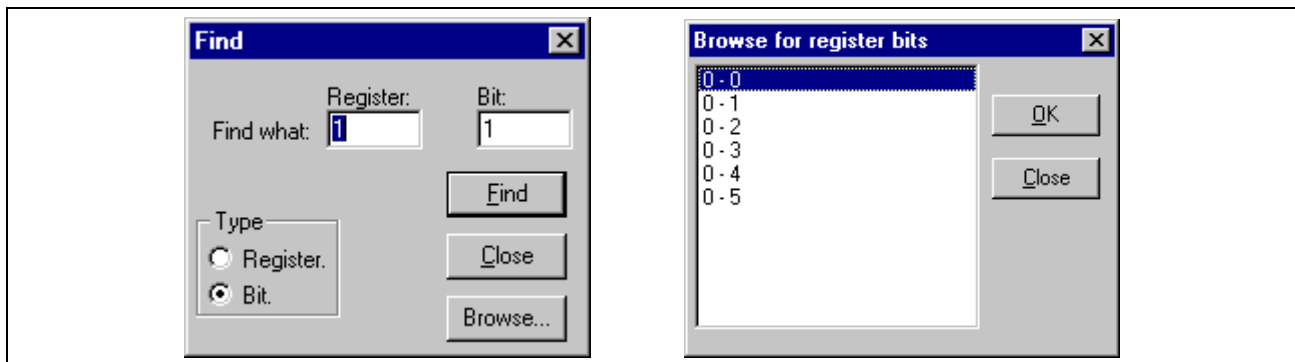 Find
Register: Bit:
Find what: 1 1
Find
Type
Register.
Close
Bit.
Browse...
Browse for register bits
0 - 0
0 - 1
OK
0 - 2
0 - 3
0 - 4
Close
0 - 5